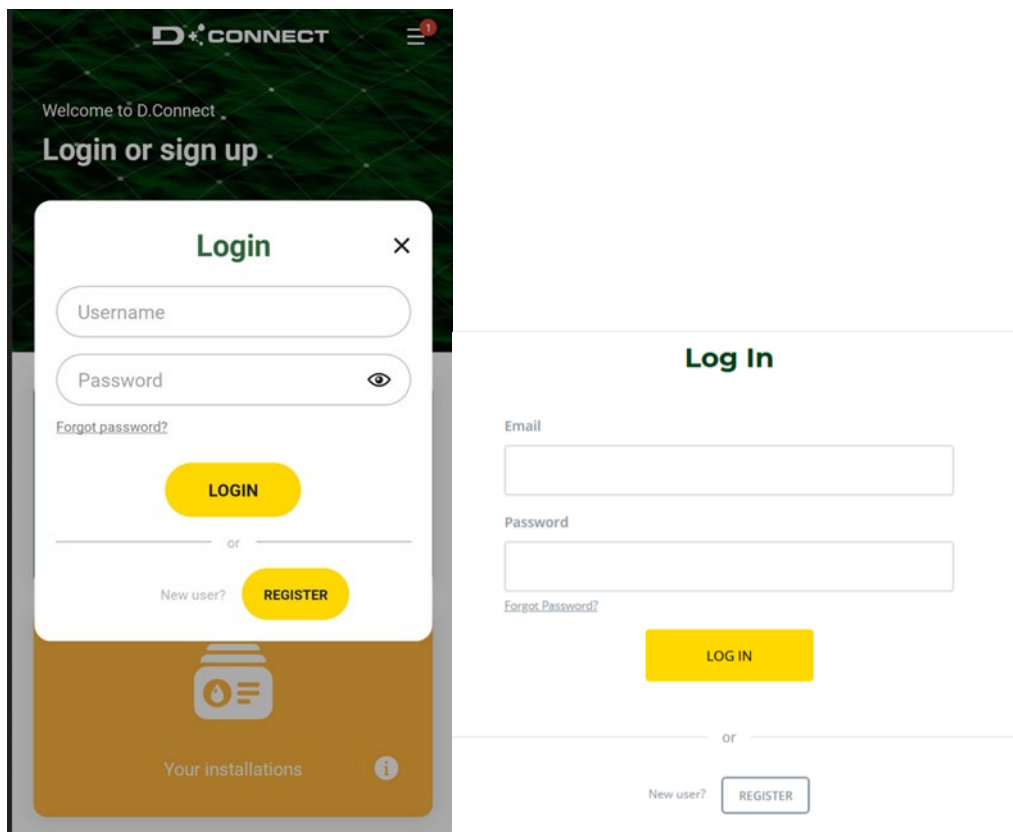 D CONNECT
1
Welcome to D.Connect
Login or sign up
Login
Username
Password
Forgot password?
LOGIN
or
New user? REGISTER
Your installations
i
Log In
Email
Password
Forgot Password?
LOG IN
or
New user? REGISTER